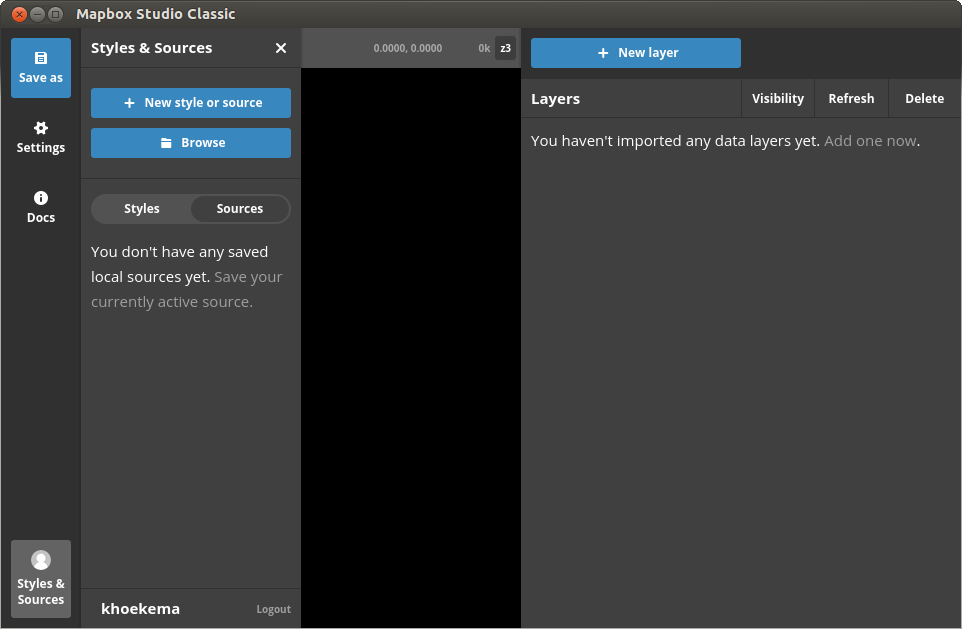 Mapbox Studio Classic
Save as
Settings
Docs
Styles &
Sources
Styles & Sources
New style or source
Browse
Styles
Sources
You don't have any saved
local sources yet. Save your
currently active source.
khoekema
Logout
0.0000, 0.0000
0k
z3
New layer
Layers
Visibility
Refresh
Delete
You haven't imported any data layers yet. Add one now.